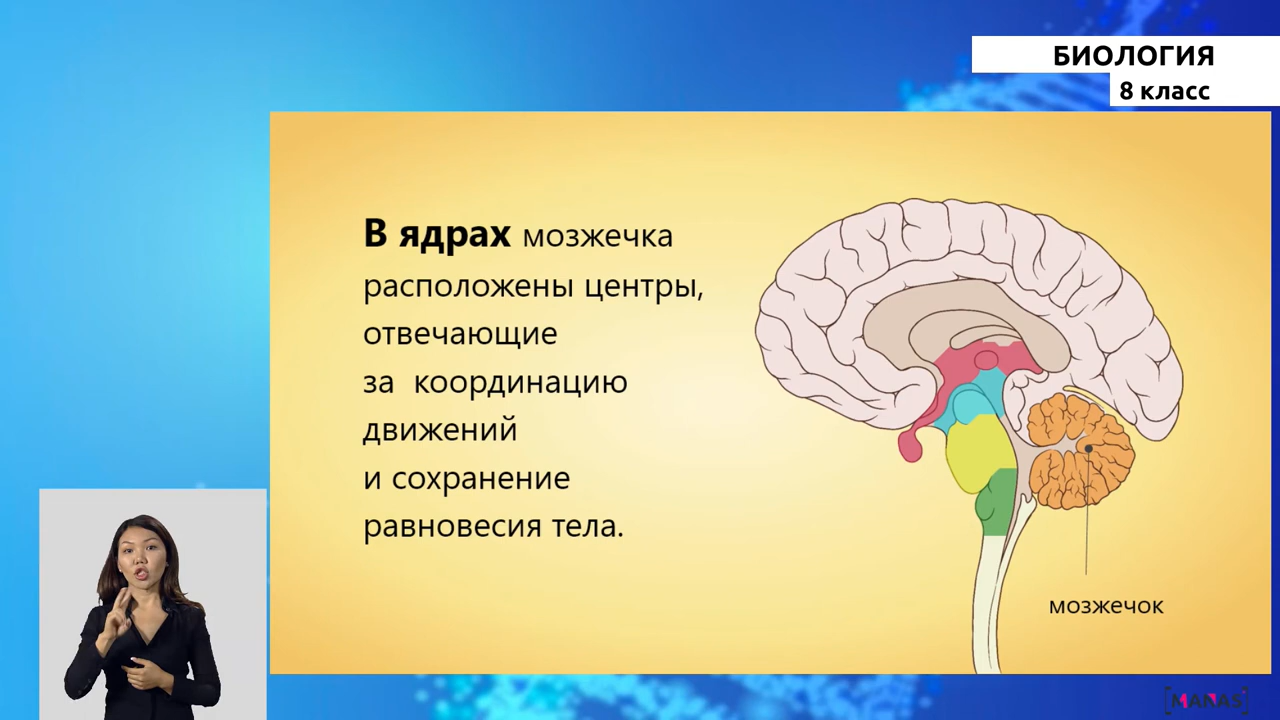 БИОЛОГИЯ
8 класс
В ядрах мозжечка
расположены центры,
отвечающие
за координацию
движений
и сохранение
равновесия тела.
мозжечок
MANAS